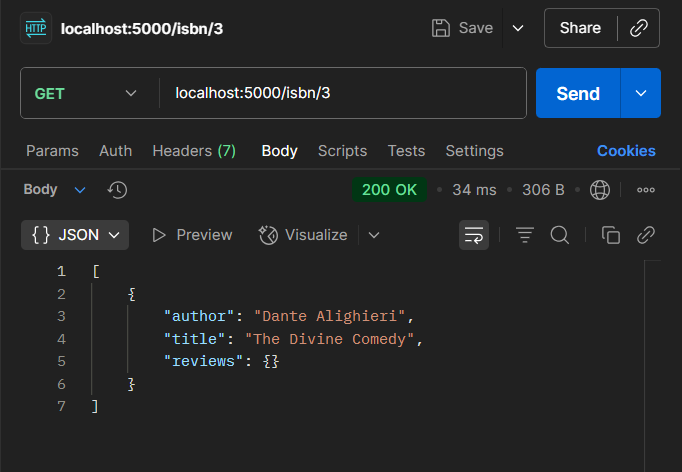 HTTP localhost:5000/isbn/3 Save Share
GET localhost:5000/isbn/3 Send
Params Auth Headers (7) Body Scripts Tests Settings Cookies
Body 200 OK • 34 ms • 306 B •
{ } JSON Preview Visualize
1 [
2 {
3 "author": "Dante Alighieri",
4 "title": "The Divine Comedy",
5 "reviews": {}
6 }
7 ]